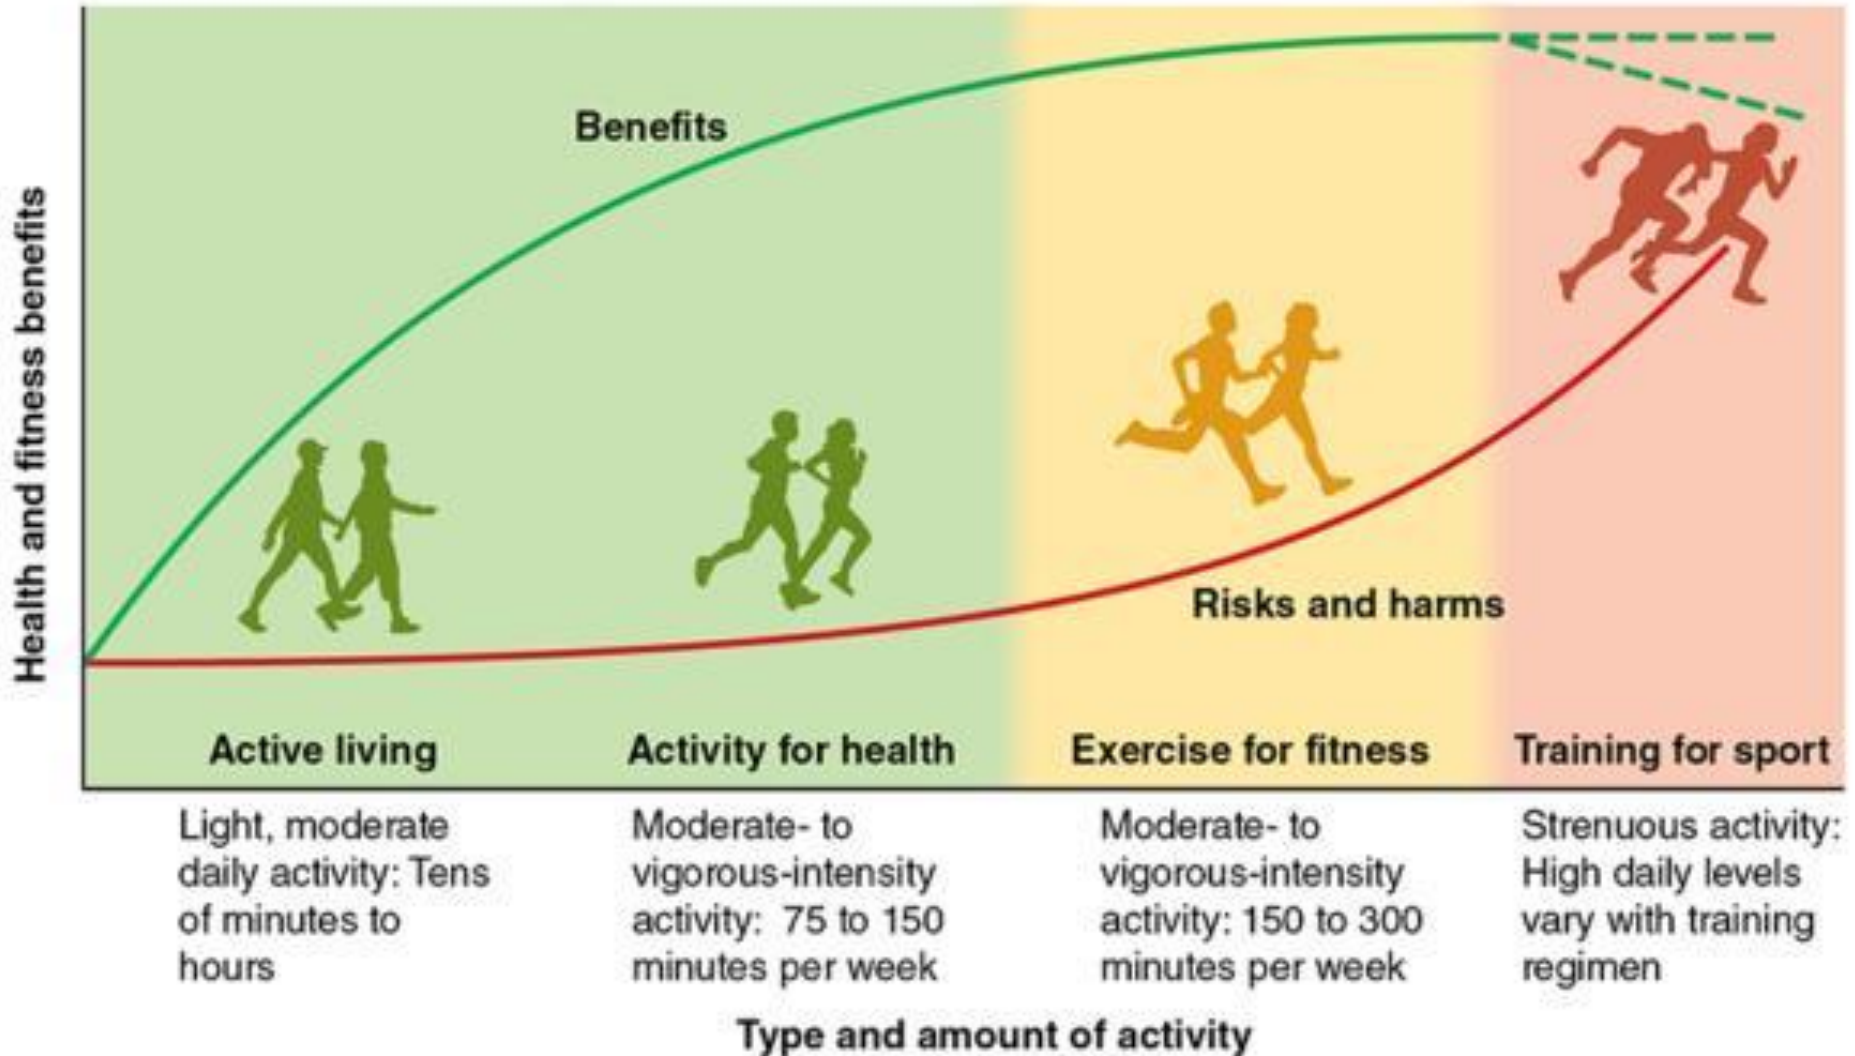 Health and fitness benefits
Benefits
Risks and harms
Active living
Activity for health
Exercise for fitness
Training for sport
Light, moderate
daily activity: Tens
of minutes to
hours
Moderate- to
vigorous-intensity
activity: 75 to 150
minutes per week
Moderate- to
vigorous-intensity
activity: 150 to 300
minutes per week
Strenuous activity:
High daily levels
vary with training
regimen
Type and amount of activity